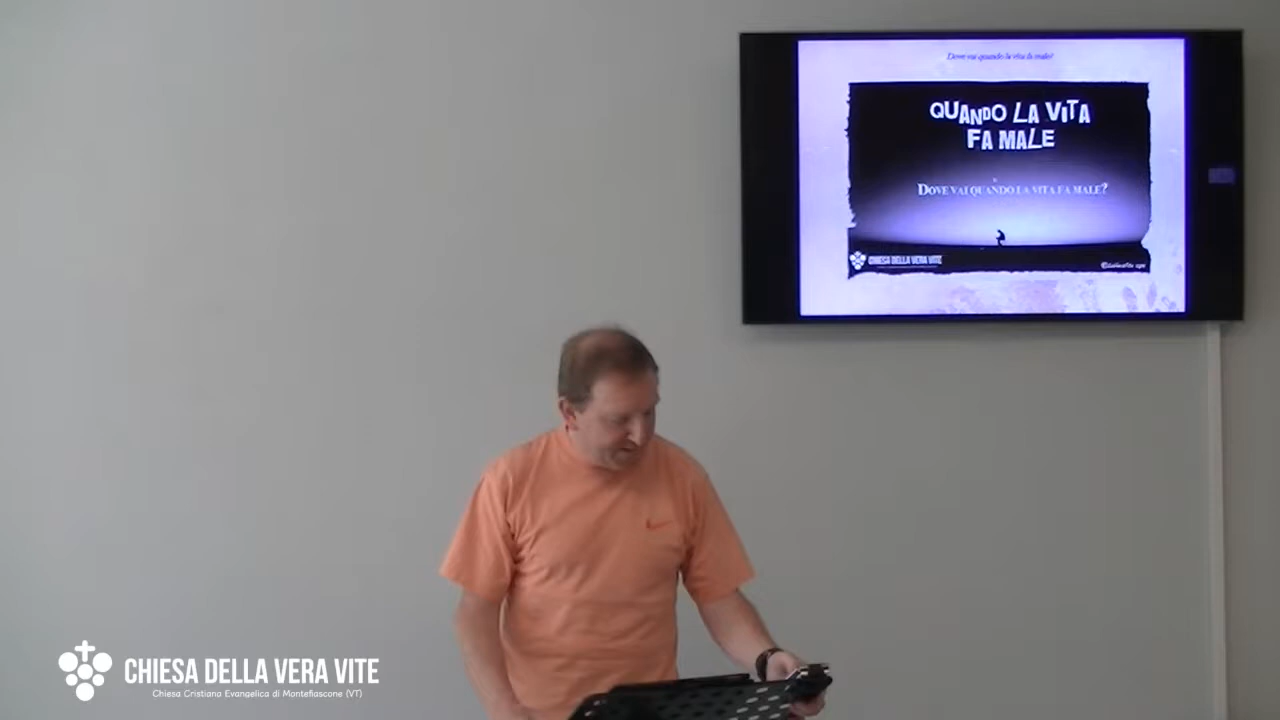 Dove vai quando la vita fa male?
QUANDO LA VITA
FA MALE
DOVE VAI QUANDO LA VITA FA MALE?
CHIESA DELLA VERA VITE
CHIESA DELLA VERA VITE
Chiesa Cristiana Evangelica di Montefiascone (VT)